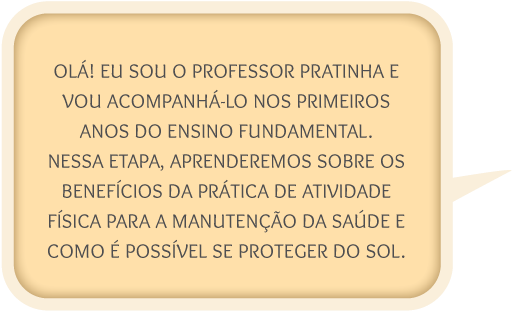 OLÁ! EU SOU O PROFESSOR PRATINHA E
VOU ACOMPANHÁ-LO NOS PRIMEIROS
ANOS DO ENSINO FUNDAMENTAL.
NESSA ETAPA, APRENDEREMOS SOBRE OS
BENEFÍCIOS DA PRÁTICA DE ATIVIDADE
FÍSICA PARA A MANUTENÇÃO DA SAÚDE E
COMO É POSSÍVEL SE PROTEGER DO SOL.